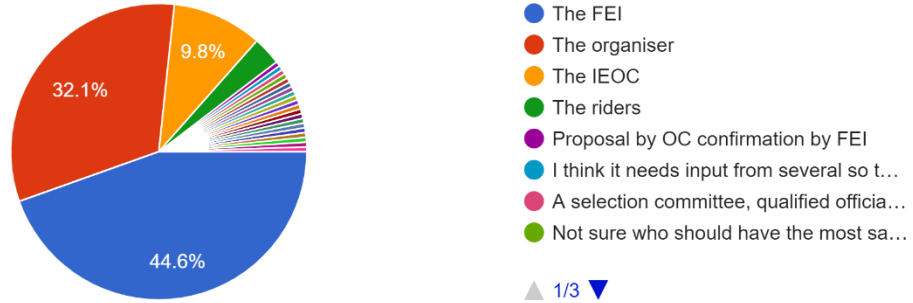 9.8%
32.1%
44.6%
The FEI
The organiser
The IEOC
The riders
Proposal by OC confirmation by FEI
I think it needs input from several so t…
A selection committee, qualified officia…
Not sure who should have the most sa…
1/3